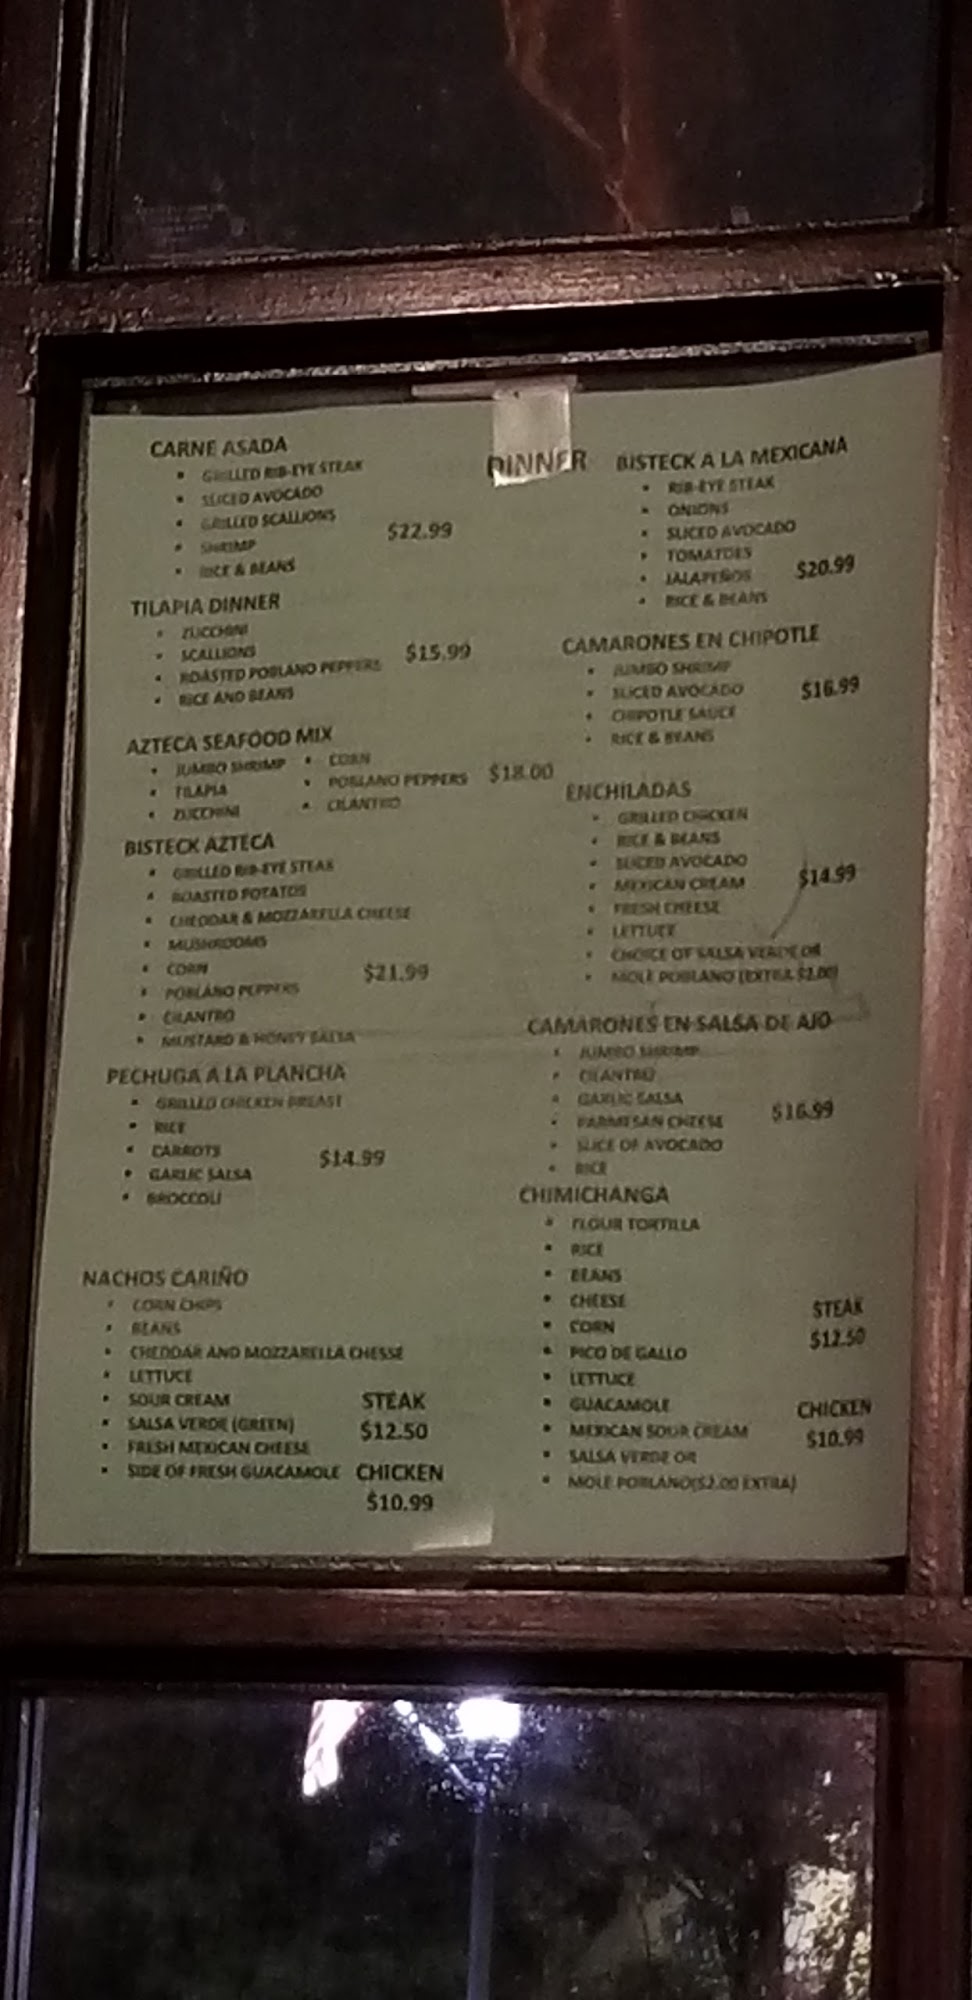 DINNER
CARNE ASADA
GRILLED RIB-EYE STEAK
SLICED AVOCADO
GRILLED SCALLIONS
SHRIMP
RICE & BEANS
$22.99
TILAPIA DINNER
ZUCCHINI
SCALLIONS
ROASTED POBLANO PEPPERS
RICE AND BEANS
$15.99
AZTECA SEAFOOD MIX
JUMBO SHRIMP
TILAPIA
ZUCCHINI
CORN
POBLANO PEPPERS
CILANTRO
$18.00
BISTECK AZTECA
GRILLED RIB-EYE STEAK
ROASTED POTATOS
CHEDDAR & MOZZARELLA CHEESE
MUSHROOMS
CORN
POBLANO PEPPERS
CILANTRO
MUSTARD & HONEY SALSA
$21.99
PECHUGA A LA PLANCHA
GRILLED CHICKEN BREAST
RICE
CARROTS
GARLIC SALSA
BROCCOLI
$14.99
NACHOS CARIÑO
CORN CHIPS
BEANS
CHEDDAR AND MOZZARELLA CHESSE
LETTUCE
SOUR CREAM
SALSA VERDE (GREEN)
FRESH MEXICAN CHEESE
SIDE OF FRESH GUACAMOLE
STEAK
$12.50
CHICKEN
$10.99
BISTECK A LA MEXICANA
RIB-EYE STEAK
ONIONS
SLICED AVOCADO
TOMATOES
JALAPEÑOS
RICE & BEANS
$20.99
CAMARONES EN CHIPOTLE
JUMBO SHRIMP
SLICED AVOCADO
CHIPOTLE SAUCE
RICE & BEANS
$16.99
ENCHILADAS
GRILLED CHICKEN
RICE & BEANS
SLICED AVOCADO
MEXICAN CREAM
FRESH CHEESE
LETTUCE
CHOICE OF SALSA VERDE OR
MOLE POBLANO (EXTRA $2.00)
$14.99
CAMARONES EN SALSA DE AJO
JUMBO SHRIMP
CILANTRO
GARLIC SALSA
PARMESAN CHEESE
SLICE OF AVOCADO
RICE
$16.99
CHIMICHANGA
FLOUR TORTILLA
RICE
BEANS
CHEESE
CORN
PICO DE GALLO
LETTUCE
GUACAMOLE
MEXICAN SOUR CREAM
SALSA VERDE OR
MOLE POBLANO($2.00 EXTRA)
STEAK
$12.50
CHICKEN
$10.99